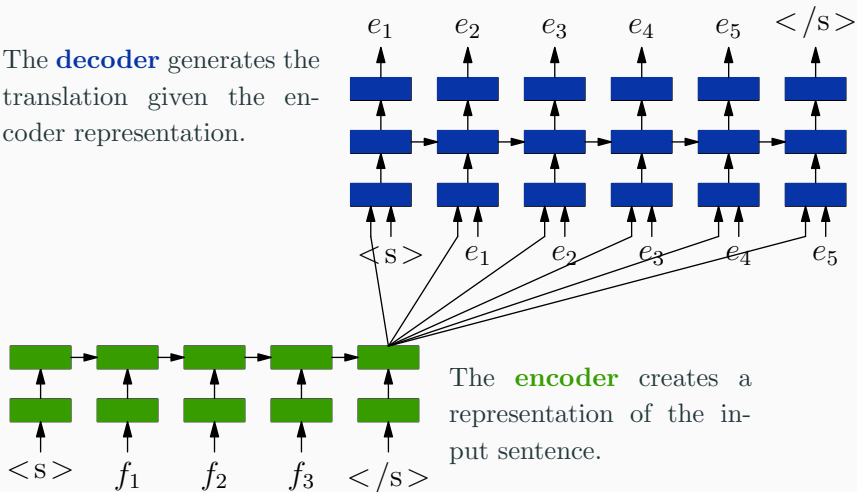 e1 e2 e3 e4 e5 </s>
The decoder generates the
translation given the en-
coder representation.
<s> e1 e2 e3 e4 e5
The encoder creates a
representation of the in-
put sentence.
<s> f1 f2 f3 </s>